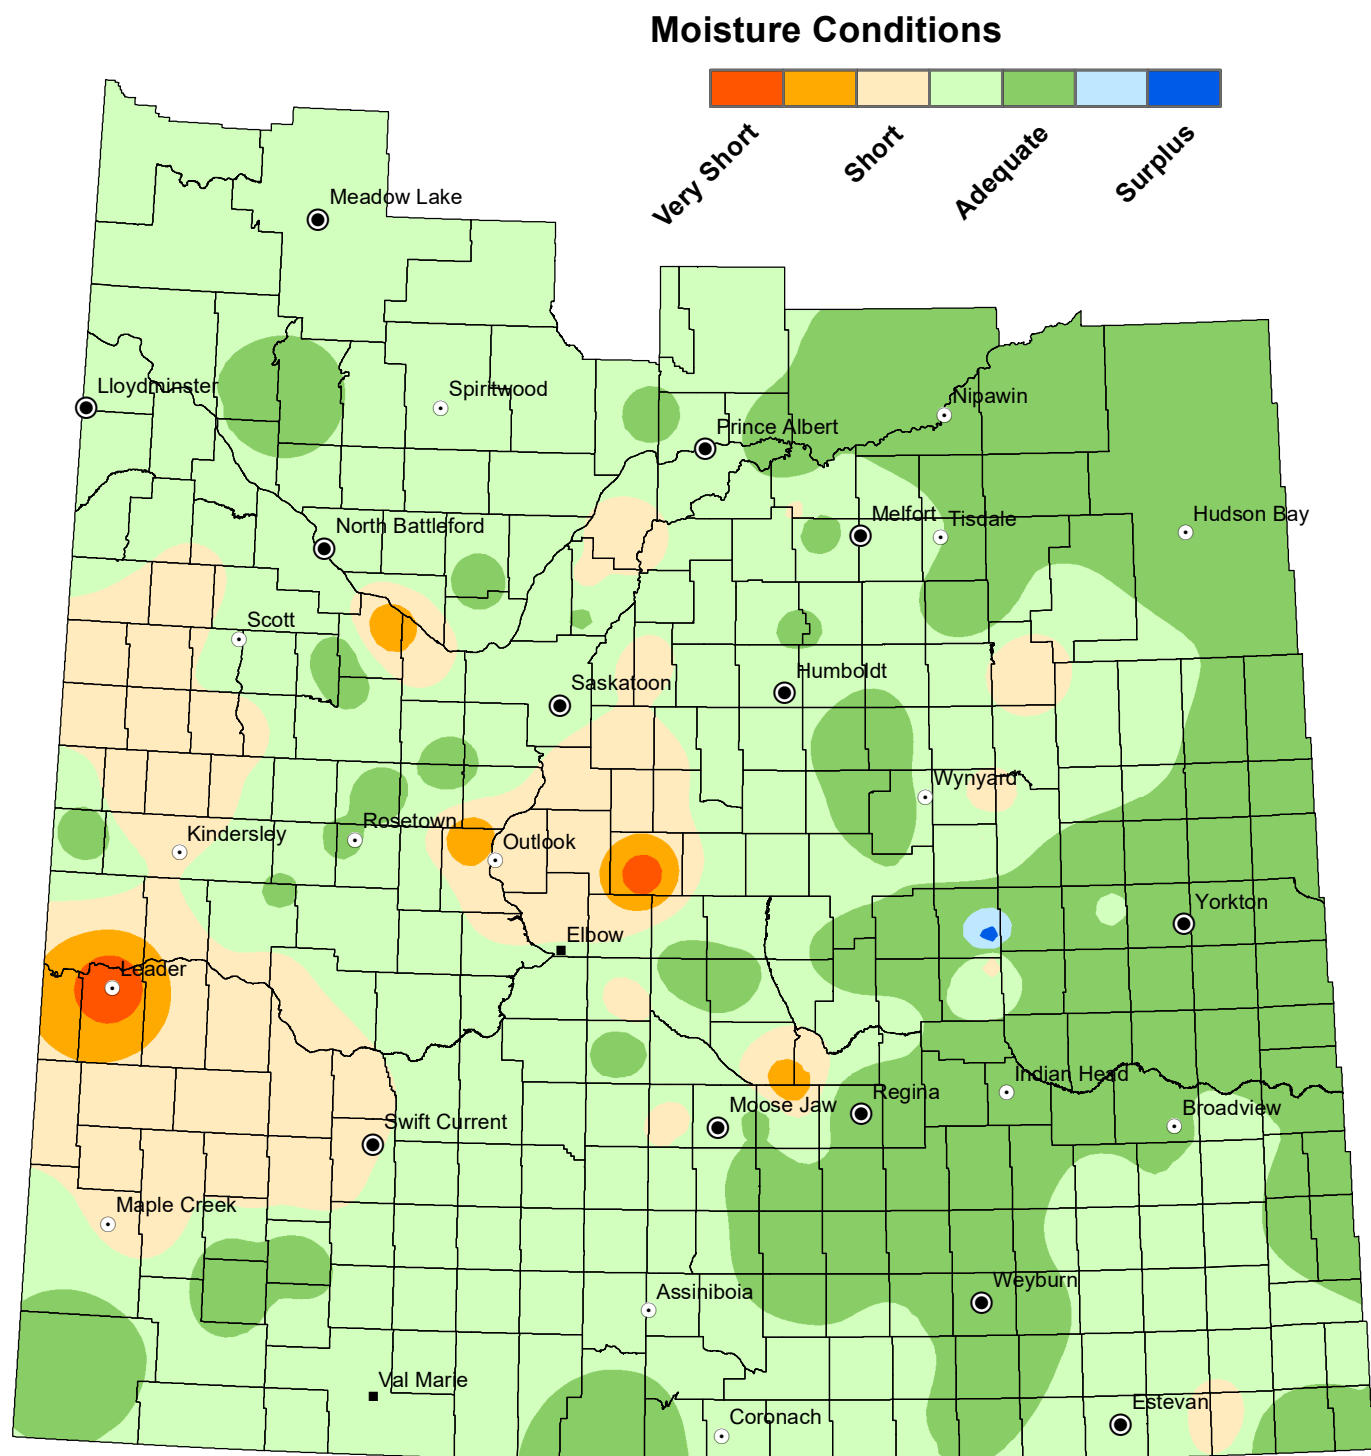 Moisture Conditions
Very Short
Short
Adequate
Surplus
Meadow Lake
Lloydminster
Spiritwood
Nipawin
Prince Albert
North Battleford
Melfort
Tisdale
Hudson Bay
Scott
Saskatoon
Humboldt
Wynyard
Kindersley
Rosetown
Outlook
Yorkton
Elbow
Leader
Indian Head
Moose Jaw
Regina
Broadview
Swift Current
Maple Creek
Weyburn
Assiniboia
Val Marie
Estevan
Coronach